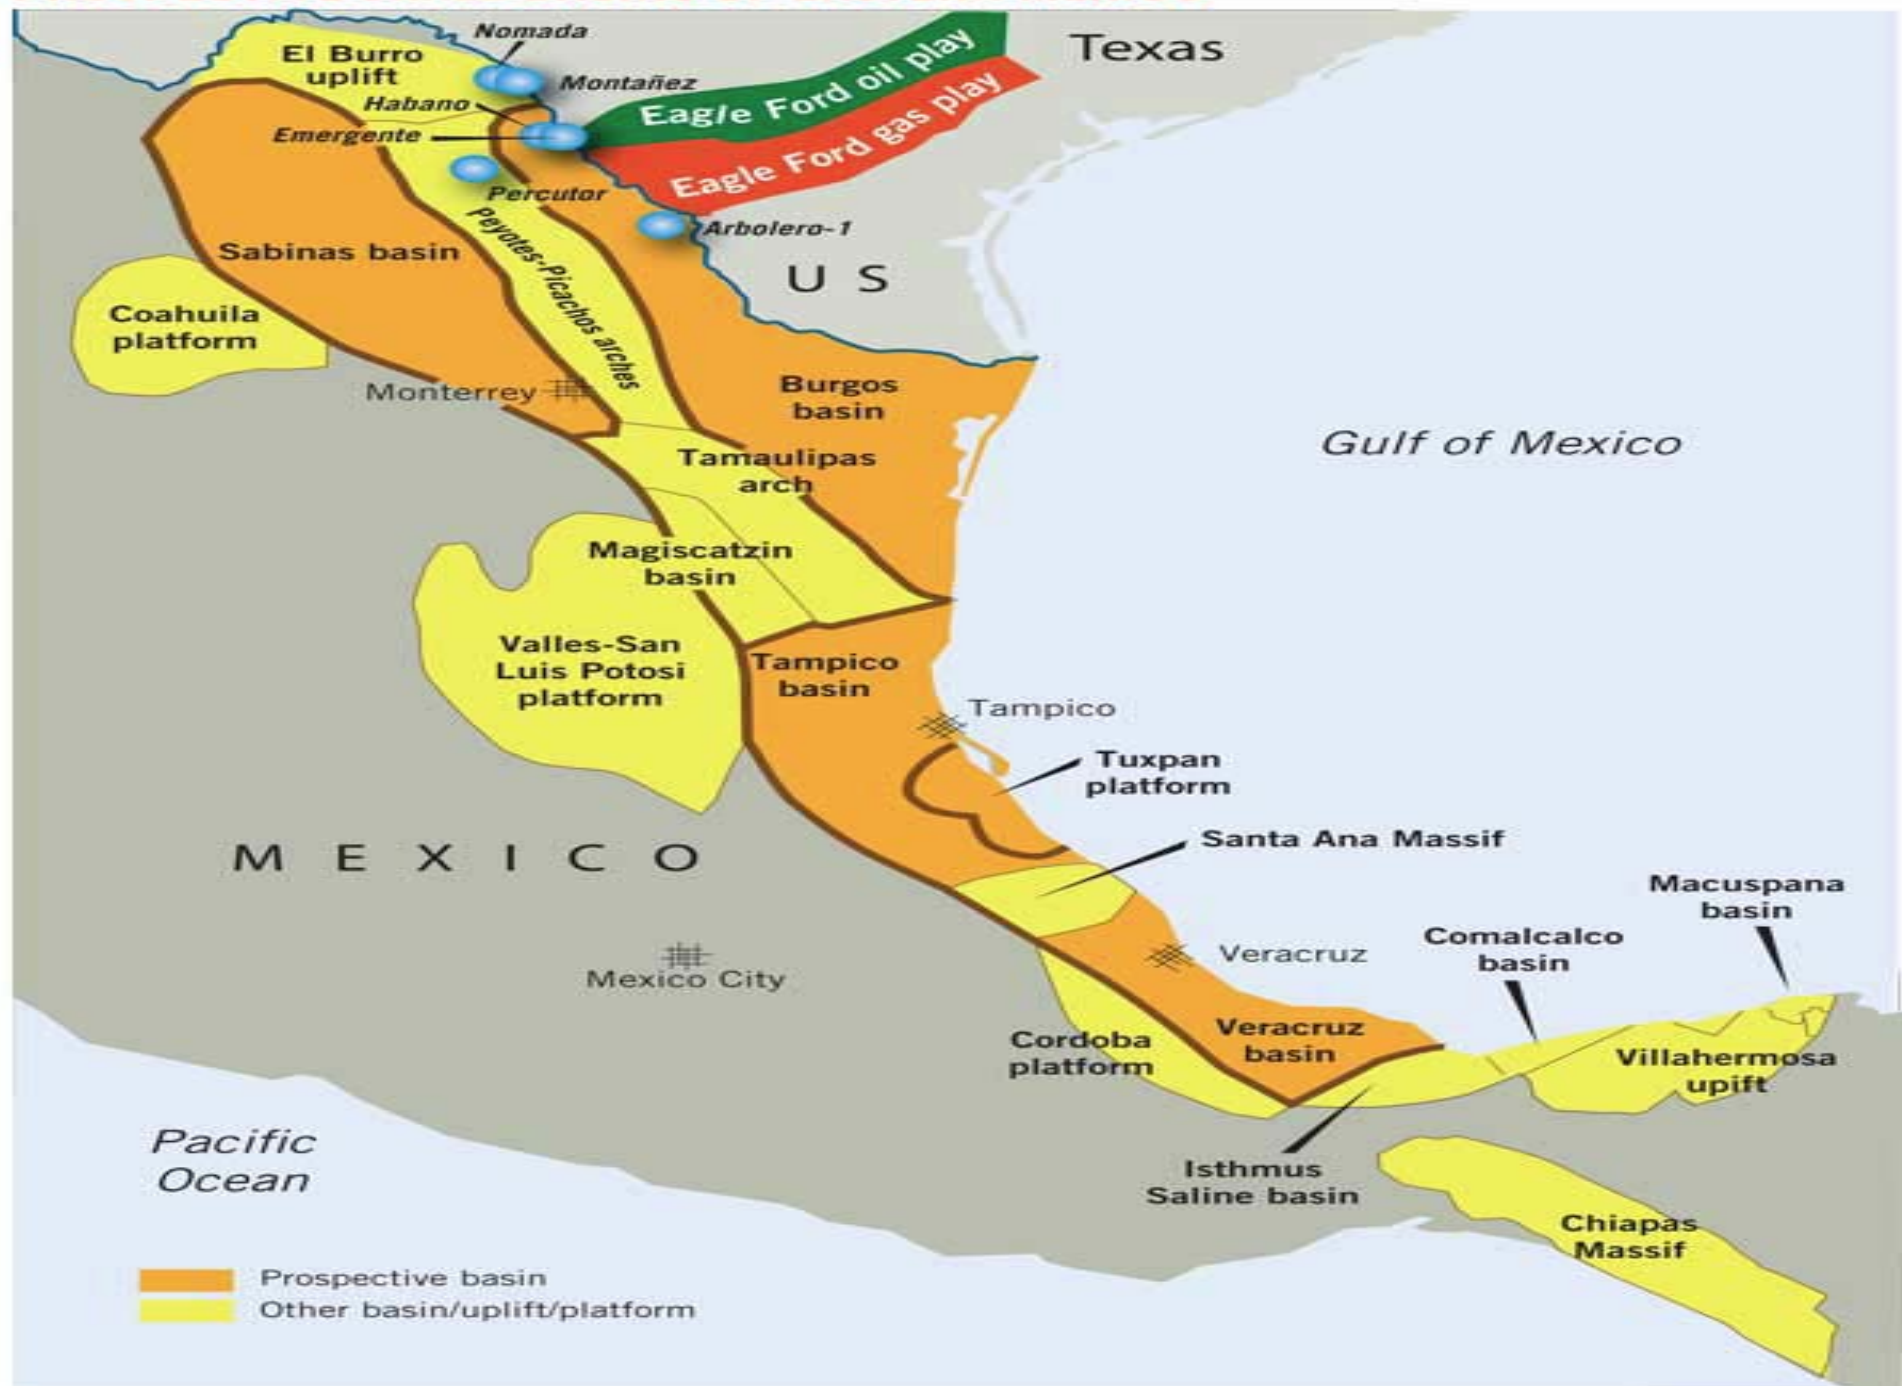 Nomada
El Burro
uplift
Texas
Eagle Ford oil play
Montañez
Habano
Eagle Ford gas play
Emergente
Percutor
Peyotes-Picachos arches
Arbolero-1
Sabinas basin
U S
Coahuila
platform
Monterrey
Burgos
basin
Gulf of Mexico
Tamaulipas
arch
Magiscatzin
basin
Valles-San
Luis Potosi
platform
Tampico
basin
Tampico
Tuxpan
platform
Santa Ana Massif
MEXICO
Macuspana
basin
Comalcalco
basin
Veracruz
Mexico City
Cordoba
platform
Veracruz
basin
Villahermosa
upift
Pacific
Ocean
Isthmus
Saline basin
Chiapas
Massif
Prospective basin
Other basin/uplift/platform